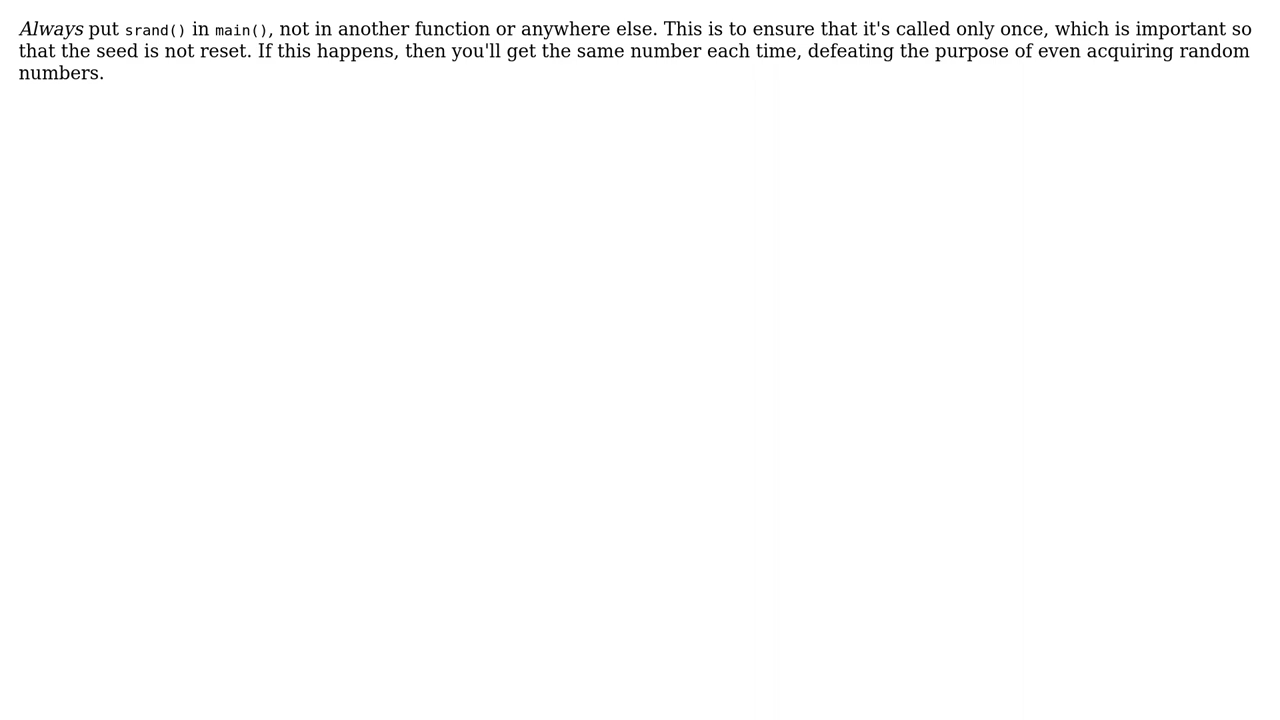 Always put srand() in main(), not in another function or anywhere else. This is to ensure that it's called only once, which is important so
that the seed is not reset. If this happens, then you'll get the same number each time, defeating the purpose of even acquiring random
numbers.